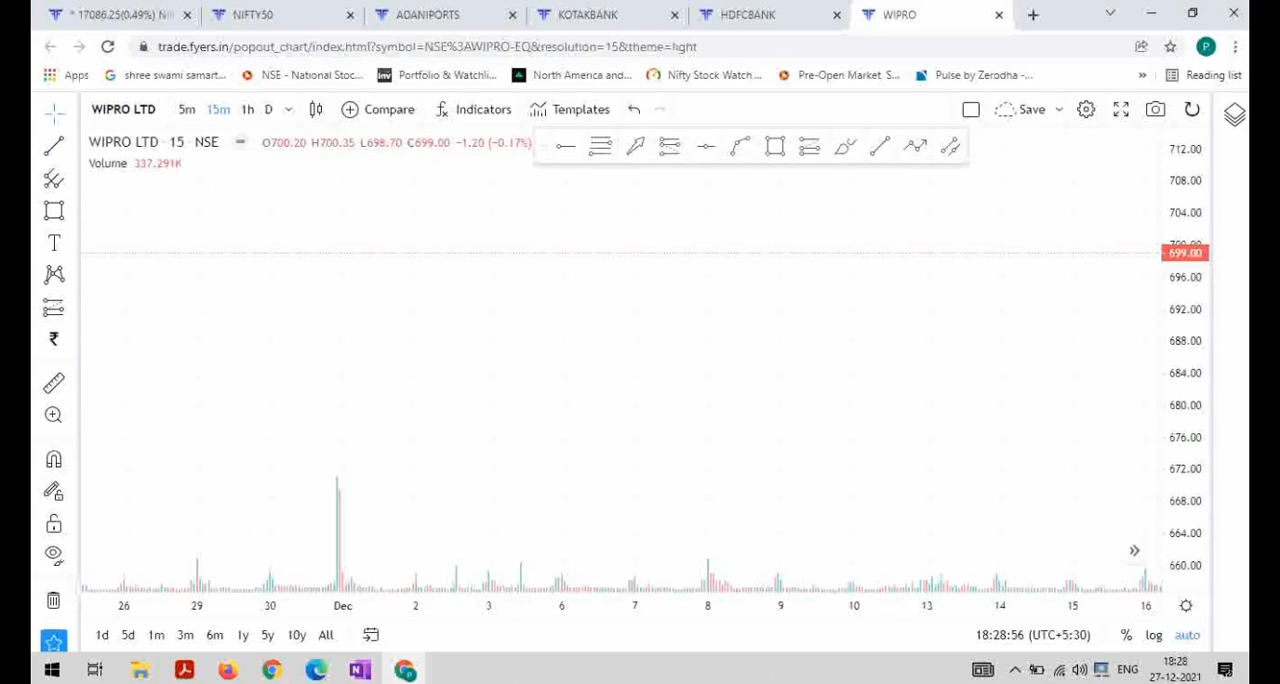 * 17086.25(0.49%) NI
NIFTY50
ADANIPORTS
KOTAKBANK
HDFCBANK
WIPRO
trade.fyers.in/popout_chart/index.html?symbol=NSE%3AWIPRO-EQ&resolution=15&theme=light
P
Apps
shree swami samart...
NSE - National Stoc...
Portfolio & Watchli...
North America and...
Nifty Stock Watch...
Pre-Open Market, S...
Pulse by Zerodha -...
»
Reading list
WIPRO LTD 5m 15m 1h D
Compare
Indicators
Templates
Save
WIPRO LTD · 15 · NSE
O700.20 H700.35 L698.70 C699.00 −1.20 (−0.17%)
Volume 337.291K
712.00
708.00
704.00
700.00
699.00
696.00
692.00
688.00
684.00
680.00
676.00
672.00
668.00
664.00
660.00
26 29 30 Dec 2 3 6 7 8 9 10 13 14 15 16
1d 5d 1m 3m 6m 1y 5y 10y All
18:28:56 (UTC+5:30) % log auto
ENG
18:28
27-12-2021